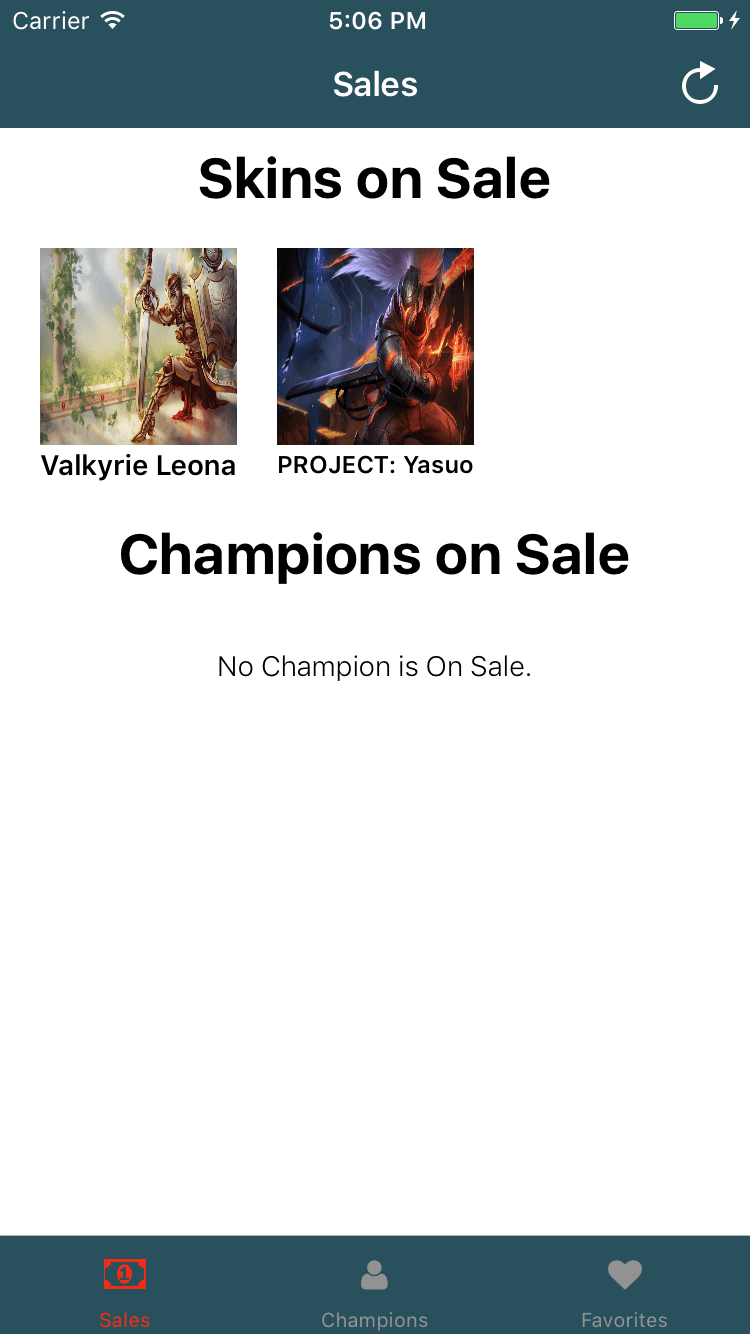 Carrier 5:06 PM
Sales
Skins on Sale
Valkyrie Leona PROJECT: Yasuo
Champions on Sale
No Champion is On Sale.
1
Sales Champions Favorites